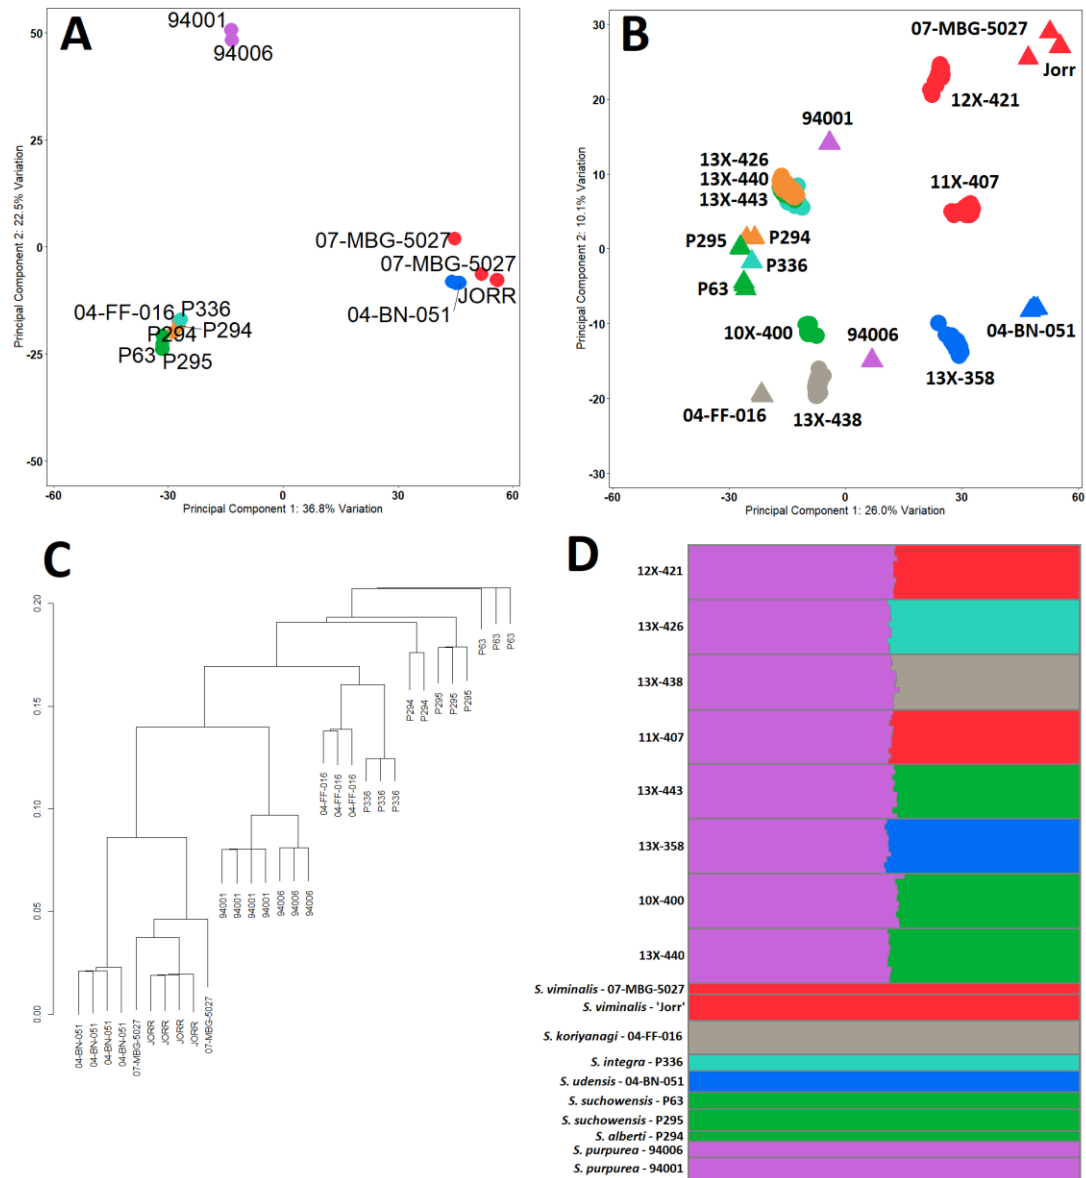 A
94001
94006
07-MBG-5027
07-MBG-5027
JORR
04-BN-051
04-FF-016
P336
P294
P294
P63
P295
50
25
0
-25
-50
-60
-30
0
30
60
Principal Component 2: 22.5% Variation
Principal Component 1: 36.8% Variation
B
07-MBG-5027
Jorr
12X-421
94001
13X-426
13X-440
13X-443
11X-407
P295
P294
P336
P63
04-BN-051
10X-400
94006
13X-358
04-FF-016
13X-438
30
20
10
0
-10
-20
-30
-60
-30
0
30
60
Principal Component 2: 10.1% Variation
Principal Component 1: 26.0% Variation
C
0.20
0.15
0.10
0.05
0.00
04-BN-051
04-BN-051
04-BN-051
04-BN-051
07-MBG-5027
JORR
JORR
JORR
JORR
07-MBG-5027
94001
94001
94001
94001
94006
94006
94006
04-FF-016
04-FF-016
04-FF-016
P336
P336
P336
P294
P294
P295
P295
P295
P63
P63
P63
D
12X-421
13X-426
13X-438
11X-407
13X-443
13X-358
10X-400
13X-440
S. viminalis - 07-MBG-5027
S. viminalis - 'Jorr'
S. koriyanagi - 04-FF-016
S. integra - P336
S. udensis - 04-BN-051
S. suchowensis - P63
S. suchowensis - P295
S. alberti - P294
S. purpurea - 94006
S. purpurea - 94001